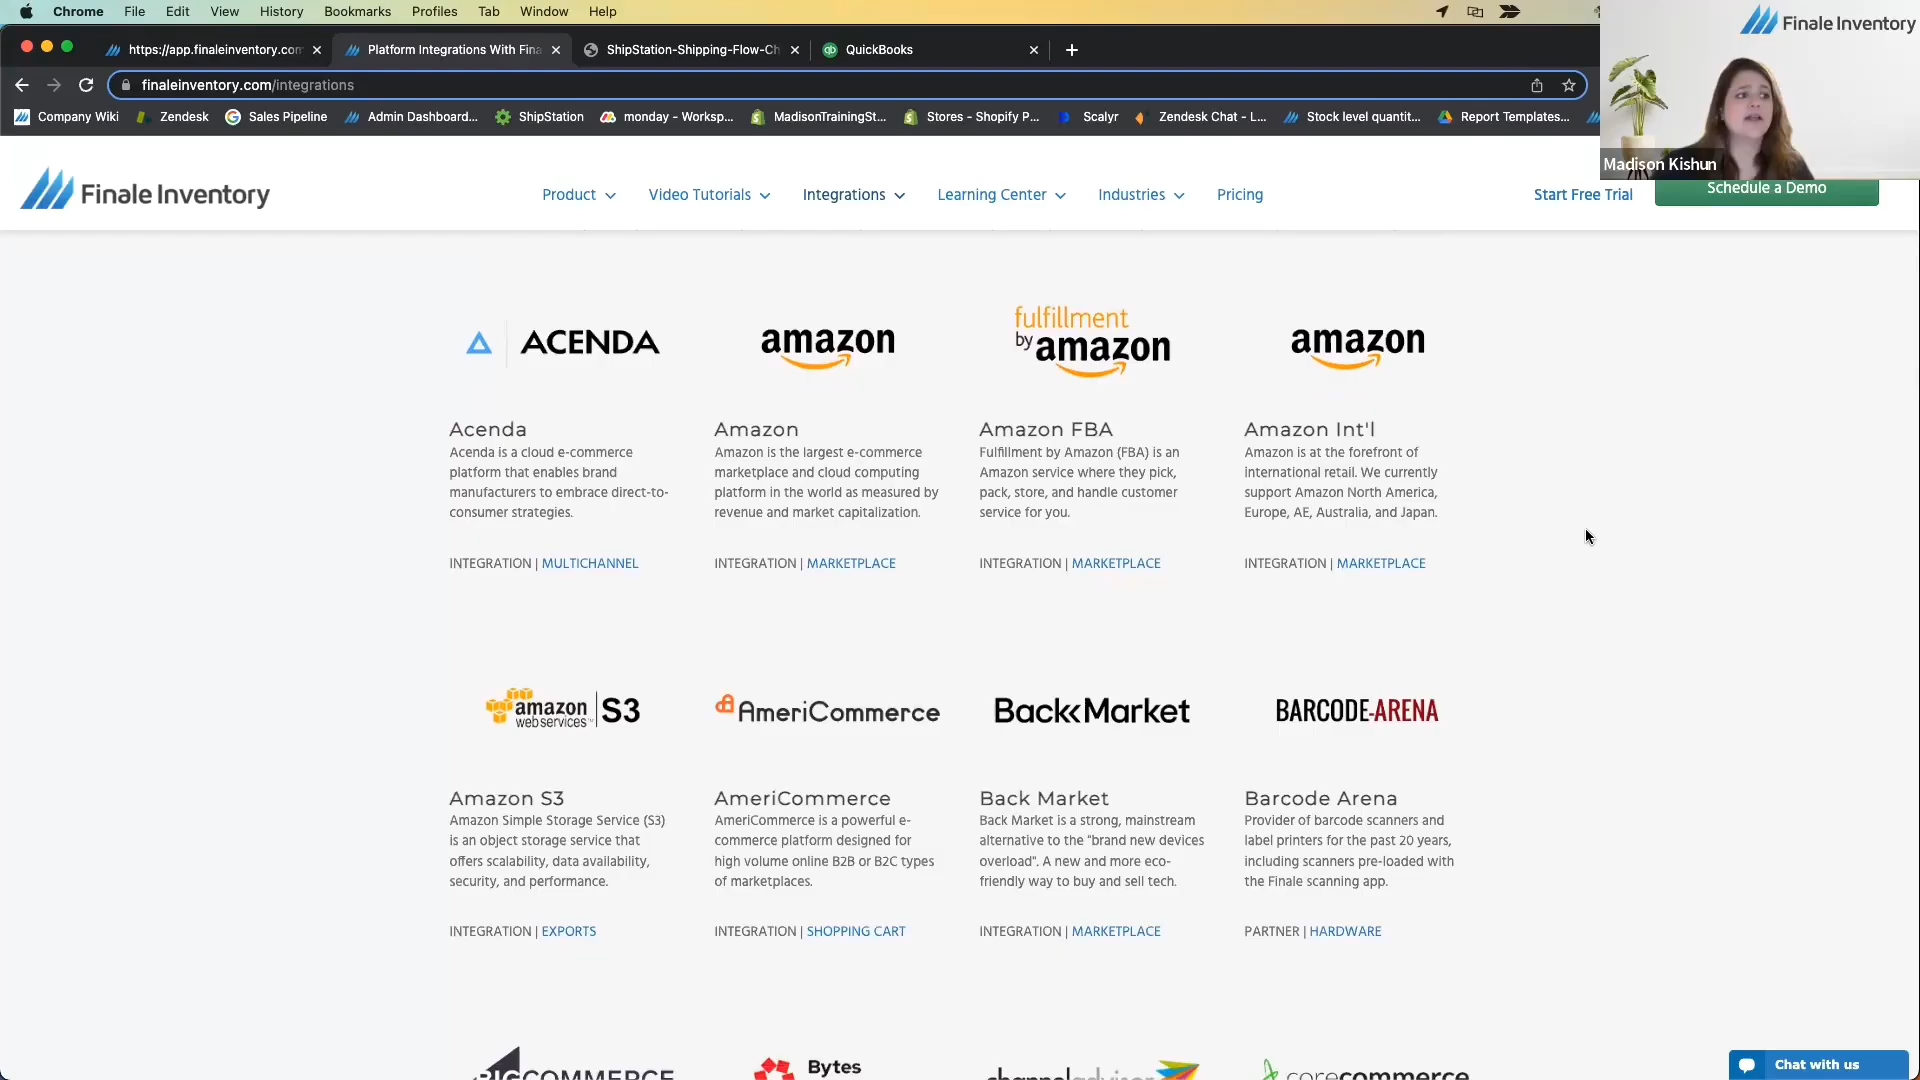 Chrome File Edit View History Bookmarks Profiles Tab Window Help
Finale Inventory
https://app.finaleinventory.com
Platform Integrations With Fina
ShipStation-Shipping-Flow-Ch
QuickBooks
finaleinventory.com/integrations
Company Wiki Zendesk Sales Pipeline Admin Dashboard... ShipStation monday - Worksp... MadisonTrainingSt... Stores - Shopify P... Scalyr Zendesk Chat - L... Stock level quantit... Report Templates...
Madison Kishun
Finale Inventory
Product Video Tutorials Integrations Learning Center Industries Pricing
Start Free Trial Schedule a Demo
ACENDA
amazon
fulfillment
by amazon
amazon
Acenda
Acenda is a cloud e-commerce
platform that enables brand
manufacturers to embrace direct-to-
consumer strategies.
INTEGRATION | MULTICHANNEL
Amazon
Amazon is the largest e-commerce
marketplace and cloud computing
platform in the world as measured by
revenue and market capitalization.
INTEGRATION | MARKETPLACE
Amazon FBA
Fulfillment by Amazon (FBA) is an
Amazon service where they pick,
pack, store, and handle customer
service for you.
INTEGRATION | MARKETPLACE
Amazon Int'l
Amazon is at the forefront of
international retail. We currently
support Amazon North America,
Europe, AE, Australia, and Japan.
INTEGRATION | MARKETPLACE
amazon
webservices™ S3
AmeriCommerce
Back Market
BARCODE-ARENA
Amazon S3
Amazon Simple Storage Service (S3)
is an object storage service that
offers scalability, data availability,
security, and performance.
INTEGRATION | EXPORTS
AmeriCommerce
AmeriCommerce is a powerful e-
commerce platform designed for
high volume online B2B or B2C types
of marketplaces.
INTEGRATION | SHOPPING CART
Back Market
Back Market is a strong, mainstream
alternative to the "brand new devices
overload". A new and more eco-
friendly way to buy and sell tech.
INTEGRATION | MARKETPLACE
Barcode Arena
Provider of barcode scanners and
label printers for the past 20 years,
including scanners pre-loaded with
the Finale scanning app.
PARTNER | HARDWARE
BIGCOMMERCE
Bytes
channeladvisor
corecommerce
Chat with us